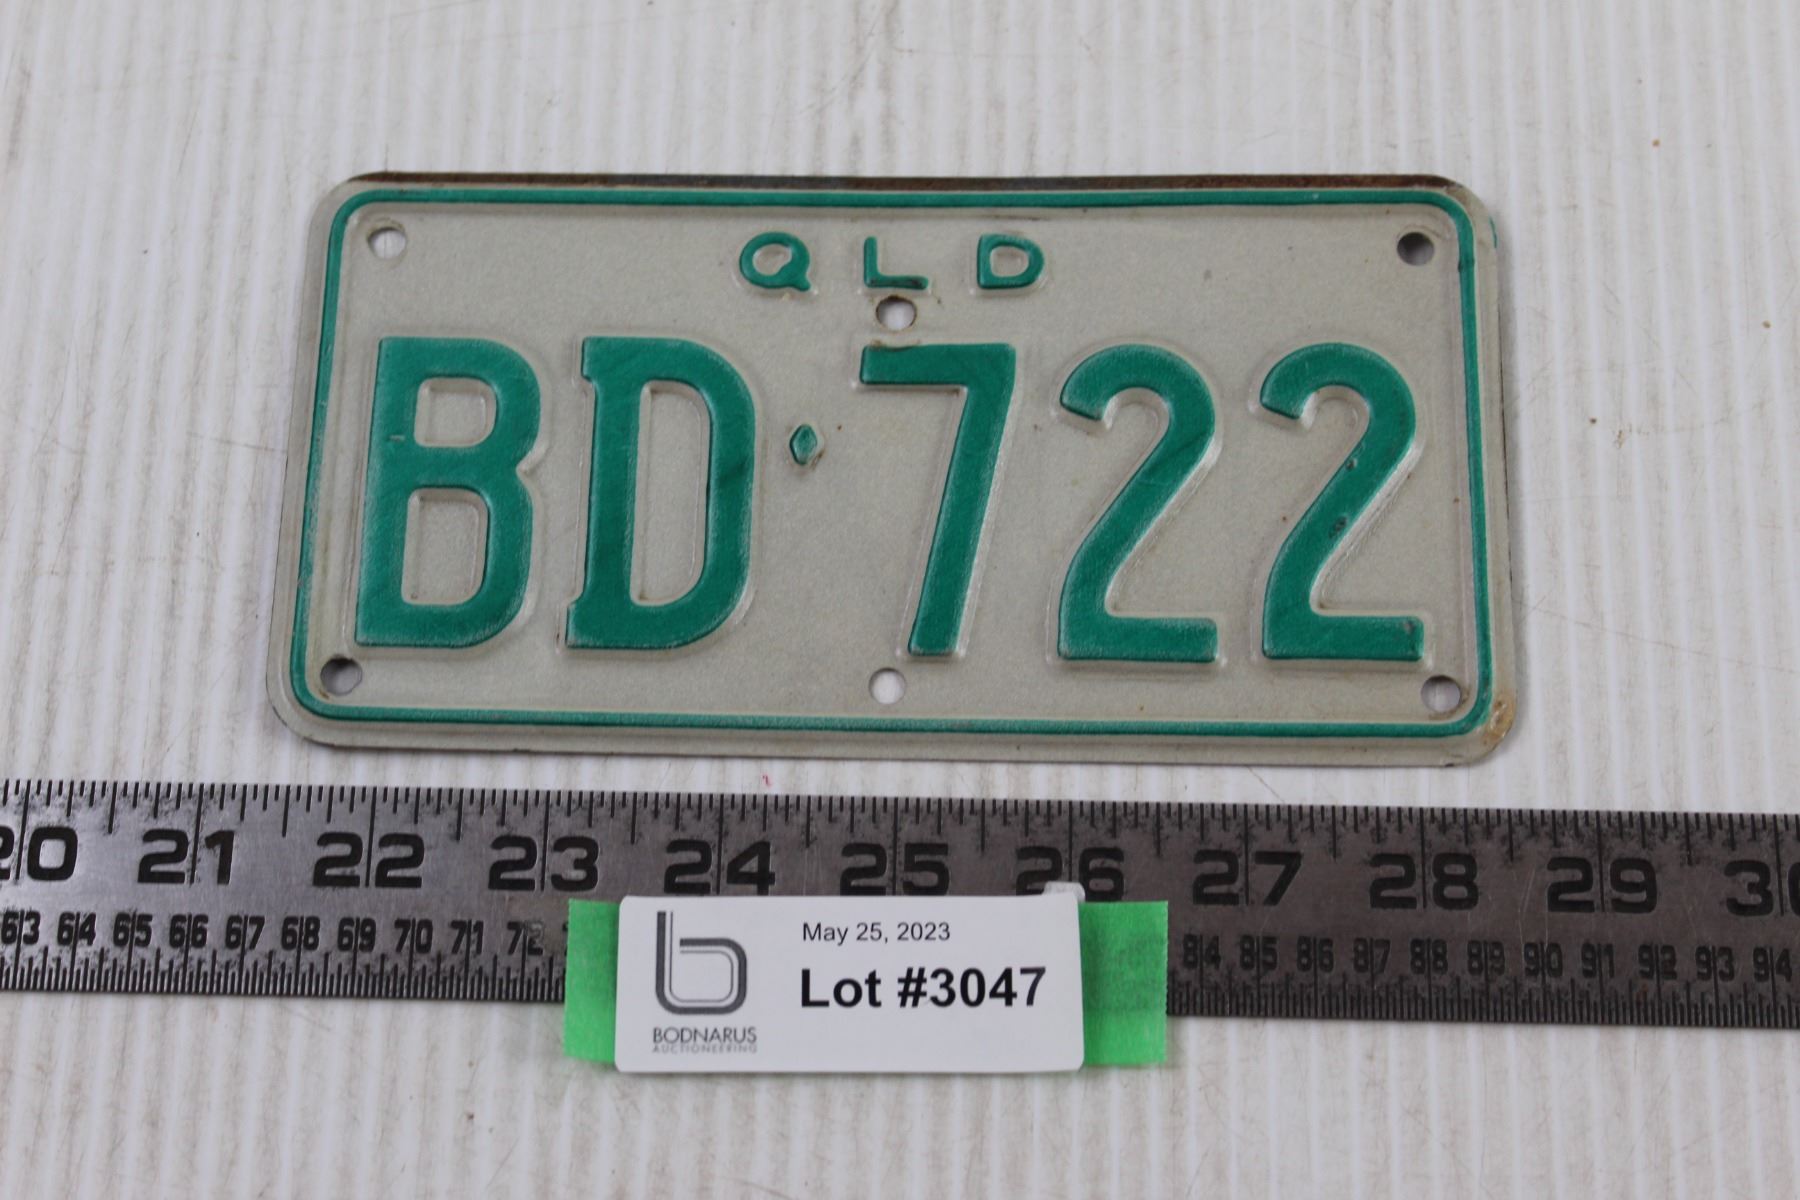 QLD
BD·722
20 21 22 23 24 25 26 27 28 29 30
63 64 65 66 67 68 69 70 71 72 84 85 86 87 88 89 90 91 92 93 94
May 25, 2023
Lot #3047
BODNARUS
AUCTIONEERING